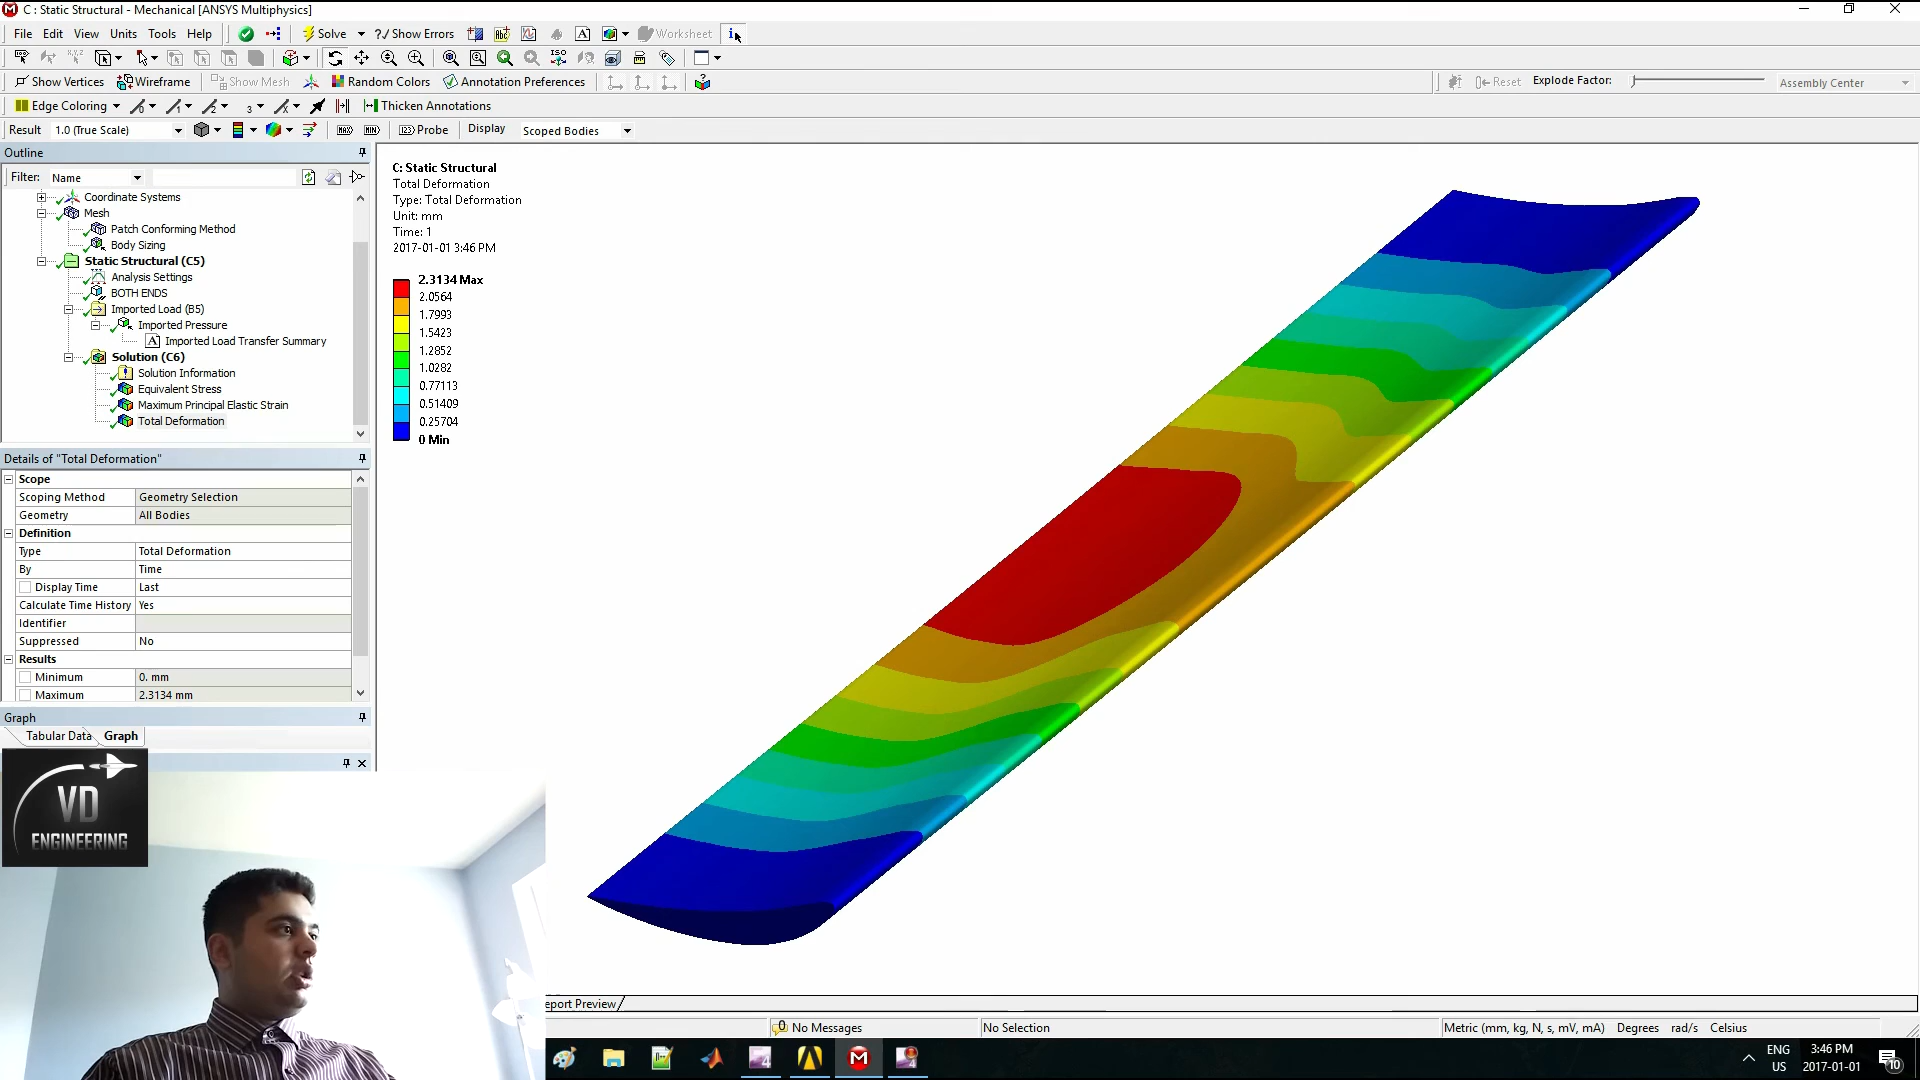 C : Static Structural - Mechanical [ANSYS Multiphysics]
File Edit View Units Tools Help Solve ?/ Show Errors Worksheet
Show Vertices Wireframe Show Mesh Random Colors Annotation Preferences Reset Explode Factor: Assembly Center
Edge Coloring Thicken Annotations
Result 1.0 (True Scale) MAX MIN Probe Display Scoped Bodies
Outline
Filter: Name
Coordinate Systems
Mesh
Patch Conforming Method
Body Sizing
Static Structural (C5)
Analysis Settings
BOTH ENDS
Imported Load (B5)
Imported Pressure
Imported Load Transfer Summary
Solution (C6)
Solution Information
Equivalent Stress
Maximum Principal Elastic Strain
Total Deformation
Details of "Total Deformation"
Scope
Scoping Method Geometry Selection
Geometry All Bodies
Definition
Type Total Deformation
By Time
Display Time Last
Calculate Time History Yes
Identifier
Suppressed No
Results
Minimum 0. mm
Maximum 2.3134 mm
Graph
Tabular Data Graph
VD
ENGINEERING
C: Static Structural
Total Deformation
Type: Total Deformation
Unit: mm
Time: 1
2017-01-01 3:46 PM
2.3134 Max
2.0564
1.7993
1.5423
1.2852
1.0282
0.77113
0.51409
0.25704
0 Min
eport Preview
0 No Messages No Selection Metric (mm, kg, N, s, mV, mA) Degrees rad/s Celsius
ENG
US
3:46 PM
2017-01-01
10